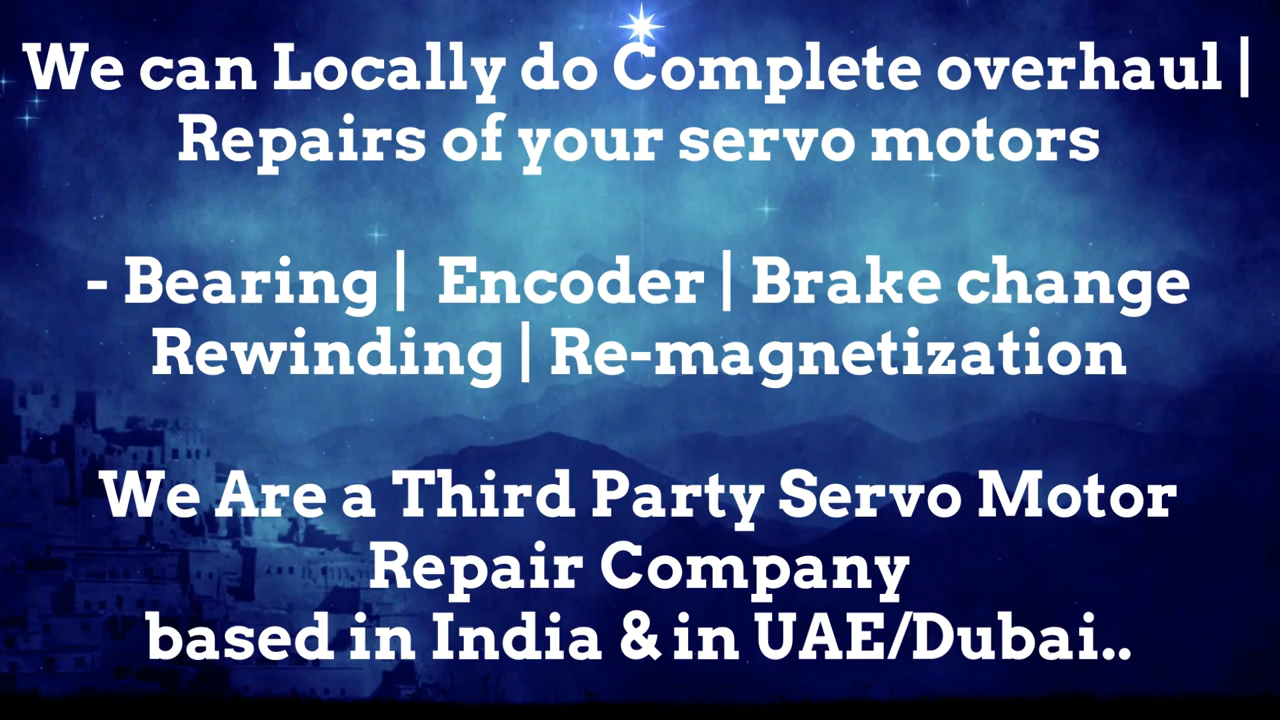 We can Locally do Complete overhaul |
Repairs of your servo motors
- Bearing | Encoder | Brake change
Rewinding | Re-magnetization
We Are a Third Party Servo Motor
Repair Company
based in India & in UAE/Dubai..